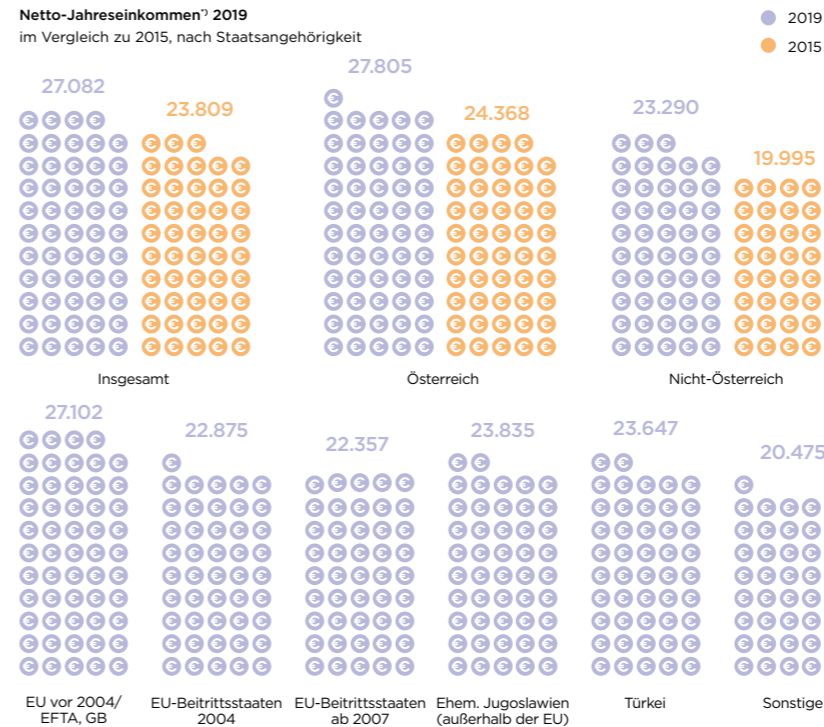 Netto-Jahreseinkommen*) 2019
im Vergleich zu 2015, nach Staatsangehörigkeit
2019
2015
27.082
23.809
27.805
24.368
23.290
19.995
Insgesamt
Österreich
Nicht-Österreich
27.102
22.875
22.357
23.835
23.647
20.475
EU vor 2004/
EFTA, GB
EU-Beitrittsstaaten
2004
EU-Beitrittsstaaten
ab 2007
Ehem. Jugoslawien
(außerhalb der EU)
Türkei
Sonstige